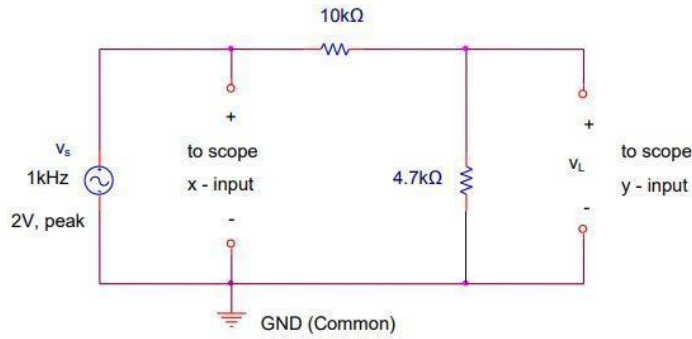 10kΩ
+
+
vs
to scope
vL
to scope
1kHz
x - input
4.7kΩ
y - input
2V, peak
-
-
GND (Common)